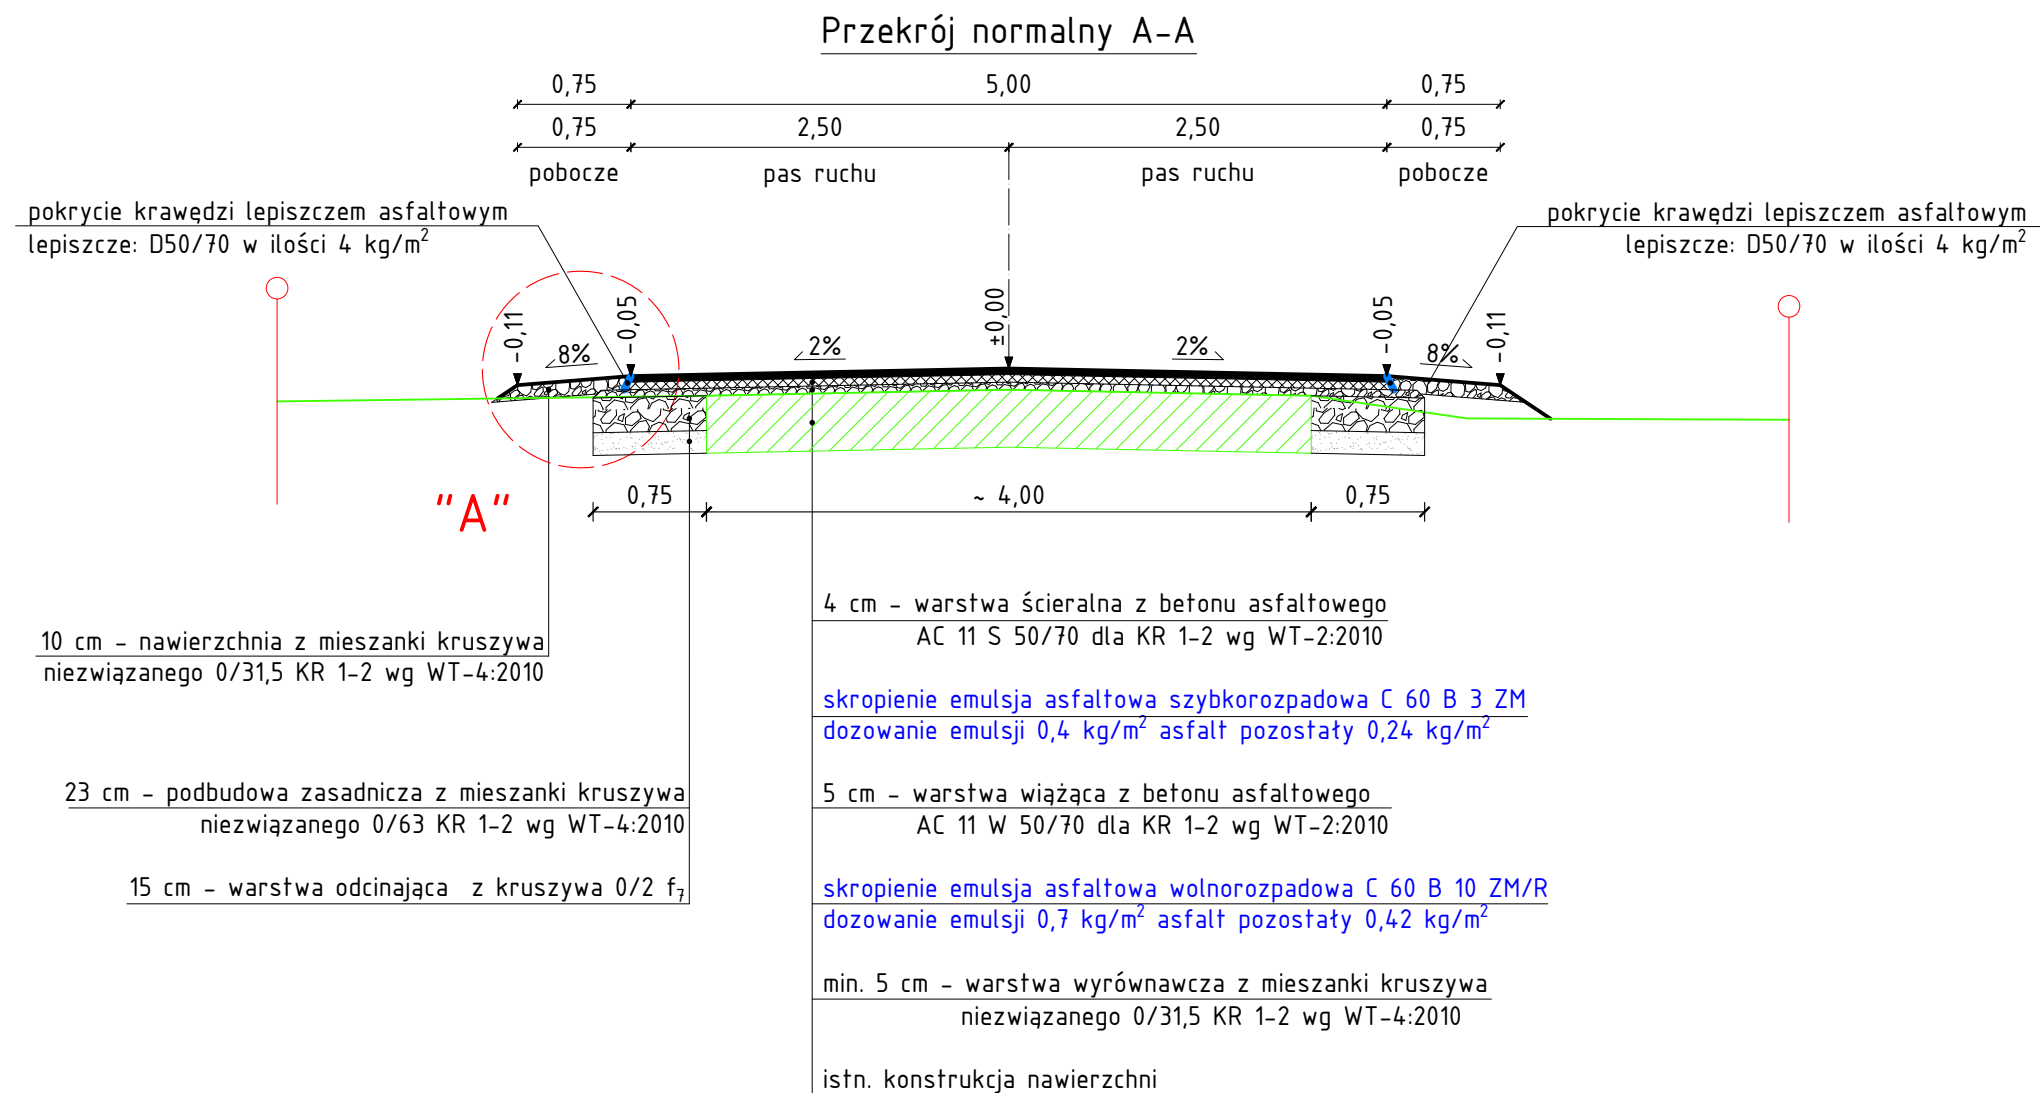 Przekrój normalny A-A
0,75 5,00 0,75
0,75 2,50 2,50 0,75
pobocze pas ruchu pas ruchu pobocze
pokrycie krawędzi lepiszczem asfaltowym
lepiszcze: D50/70 w ilości 4 kg/m²
pokrycie krawędzi lepiszczem asfaltowym
lepiszcze: D50/70 w ilości 4 kg/m²
-0,11 -0,05 ±0,00 -0,05 -0,11
8% 2% 2% 8%
"A"
0,75 ~ 4,00 0,75
10 cm - nawierzchnia z mieszanki kruszywa
niezwiązanego 0/31,5 KR 1-2 wg WT-4:2010
23 cm - podbudowa zasadnicza z mieszanki kruszywa
niezwiązanego 0/63 KR 1-2 wg WT-4:2010
15 cm - warstwa odcinająca z kruszywa 0/2 f₇
4 cm - warstwa ścieralna z betonu asfaltowego
AC 11 S 50/70 dla KR 1-2 wg WT-2:2010
skropienie emulsja asfaltowa szybkorozpadowa C 60 B 3 ZM
dozowanie emulsji 0,4 kg/m² asfalt pozostały 0,24 kg/m²
5 cm - warstwa wiążąca z betonu asfaltowego
AC 11 W 50/70 dla KR 1-2 wg WT-2:2010
skropienie emulsja asfaltowa wolnorozpadowa C 60 B 10 ZM/R
dozowanie emulsji 0,7 kg/m² asfalt pozostały 0,42 kg/m²
min. 5 cm - warstwa wyrównawcza z mieszanki kruszywa
niezwiązanego 0/31,5 KR 1-2 wg WT-4:2010
istn. konstrukcja nawierzchni